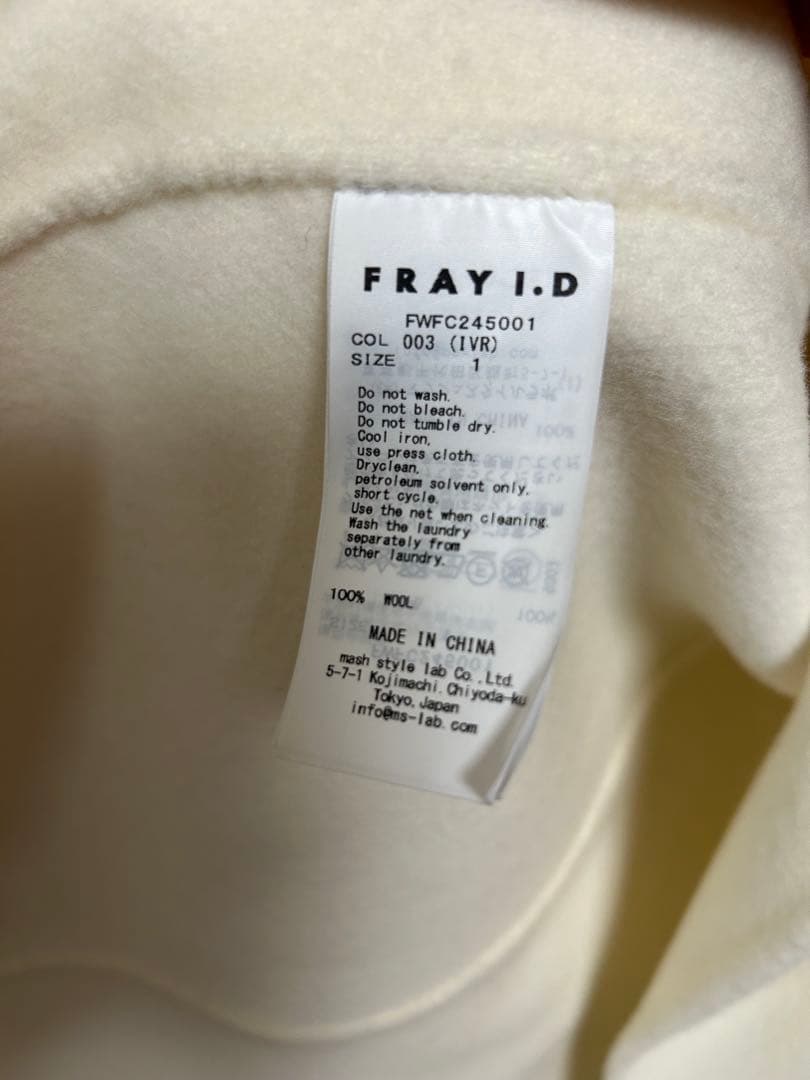 FRAY I.D
FWFC245001
COL 003 (IVR)
SIZE 1
Do not wash.
Do not bleach.
Do not tumble dry.
Cool iron,
use press cloth.
Dryclean,
petroleum solvent only,
short cycle.
Use the net when cleaning.
Wash the laundry
separately from
other laundry.
100% WOOL
MADE IN CHINA
mash style lab Co.,Ltd.
5-7-1 Kojimachi.Chiyoda-ku
Tokyo,Japan
info@ms-lab.com